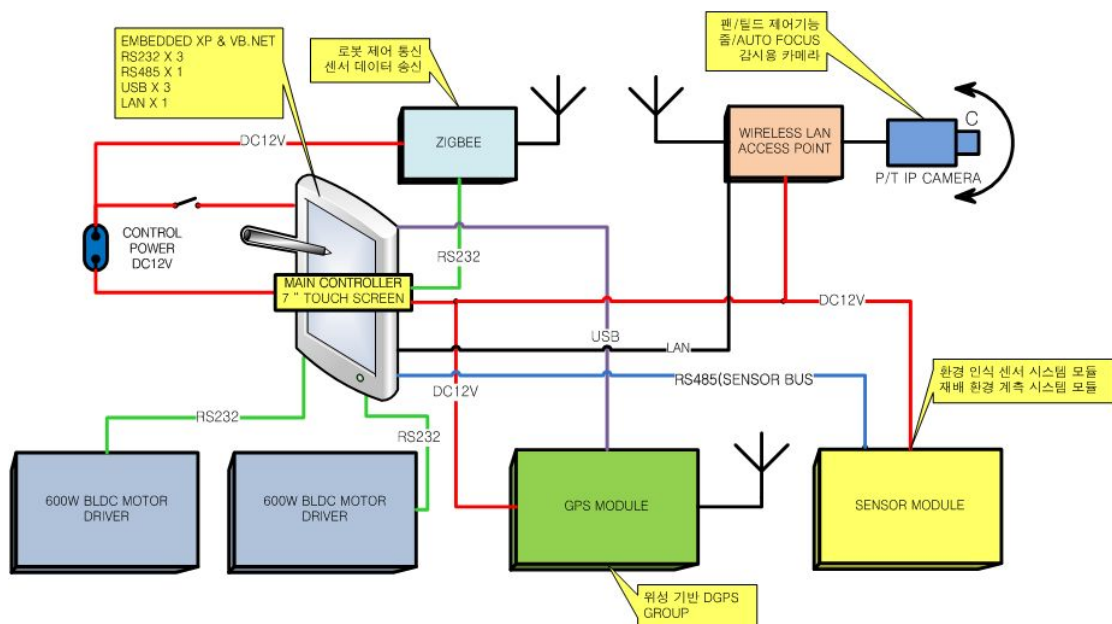 EMBEDDED XP & VB.NET
RS232 X 3
RS485 X 1
USB X 3
LAN X 1
로봇 제어 통신
센서 데이터 송신
팬/틸드 제어기능
줌/AUTO FOCUS
감시용 카메라
DC12V
ZIGBEE
WIRELESS LAN
ACCESS POINT
C
P/T IP CAMERA
CONTROL
POWER
DC12V
RS232
MAIN CONTROLLER
7 " TOUCH SCREEN
DC12V
USB
LAN
DC12V
RS485(SENSOR BUS
환경 인식 센서 시스템 모듈
재배 환경 계측 시스템 모듈
RS232
RS232
600W BLDC MOTOR
DRIVER
600W BLDC MOTOR
DRIVER
GPS MODULE
SENSOR MODULE
위성 기반 DGPS
GROUP